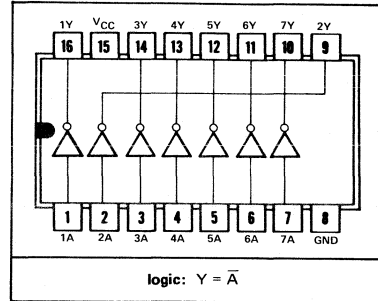 1Y VCC 3Y 4Y 5Y 6Y 7Y 2Y
16 15 14 13 12 11 10 9
1 2 3 4 5 6 7 8
1A 2A 3A 4A 5A 6A 7A GND
logic: Y = A̅